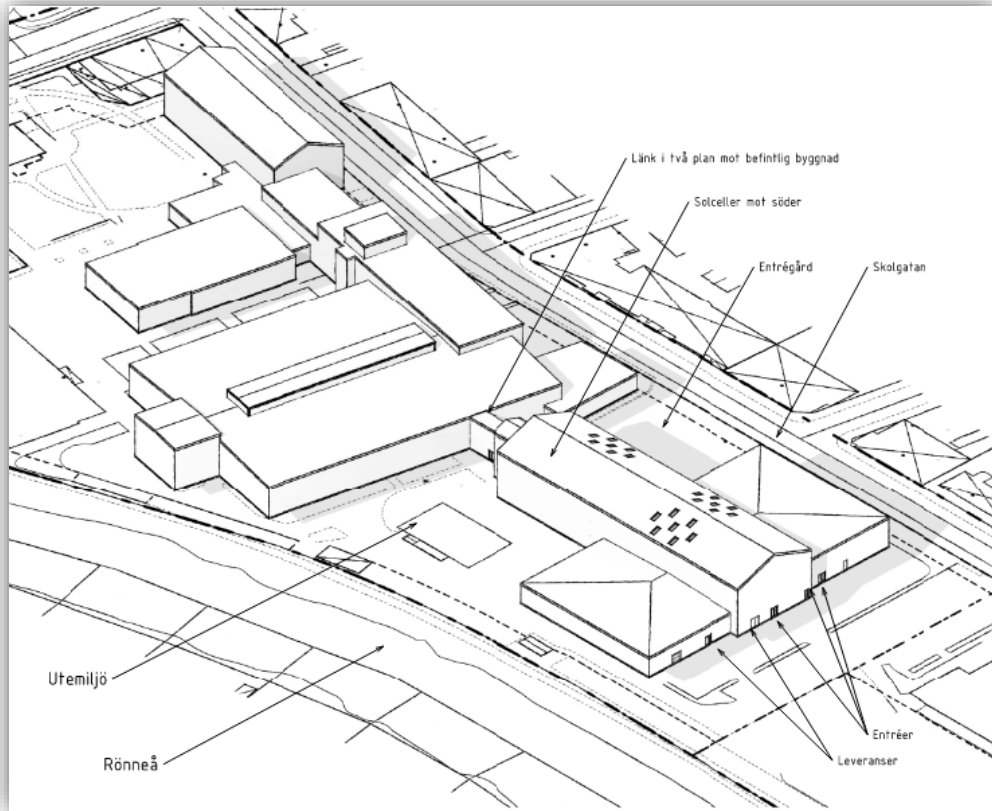 Länk i två plan mot befintlig byggnad
Solceller mot söder
Entrégård
Skolgatan
Utemiljö
Rönneå
Entréer
Leveranser